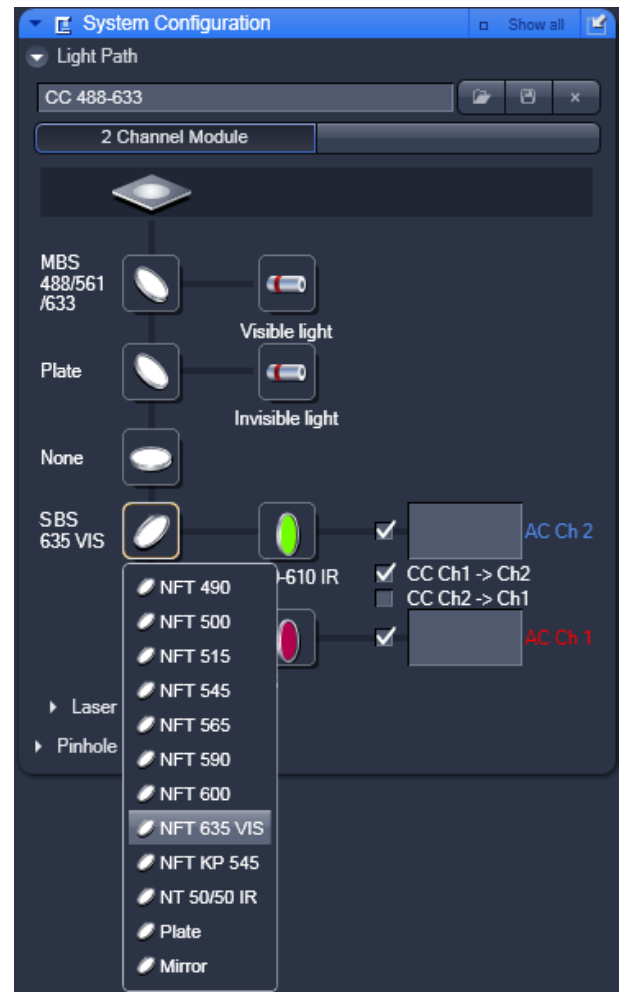 System Configuration
Show all
Light Path
CC 488-633
2 Channel Module
MBS
488/561
/633
Visible light
Plate
Invisible light
None
SBS
635 VIS
AC Ch 2
-610 IR
CC Ch1 -> Ch2
CC Ch2 -> Ch1
AC Ch 1
NFT 490
NFT 500
NFT 515
NFT 545
Laser
NFT 565
Pinhole
NFT 590
NFT 600
NFT 635 VIS
NFT KP 545
NT 50/50 IR
Plate
Mirror